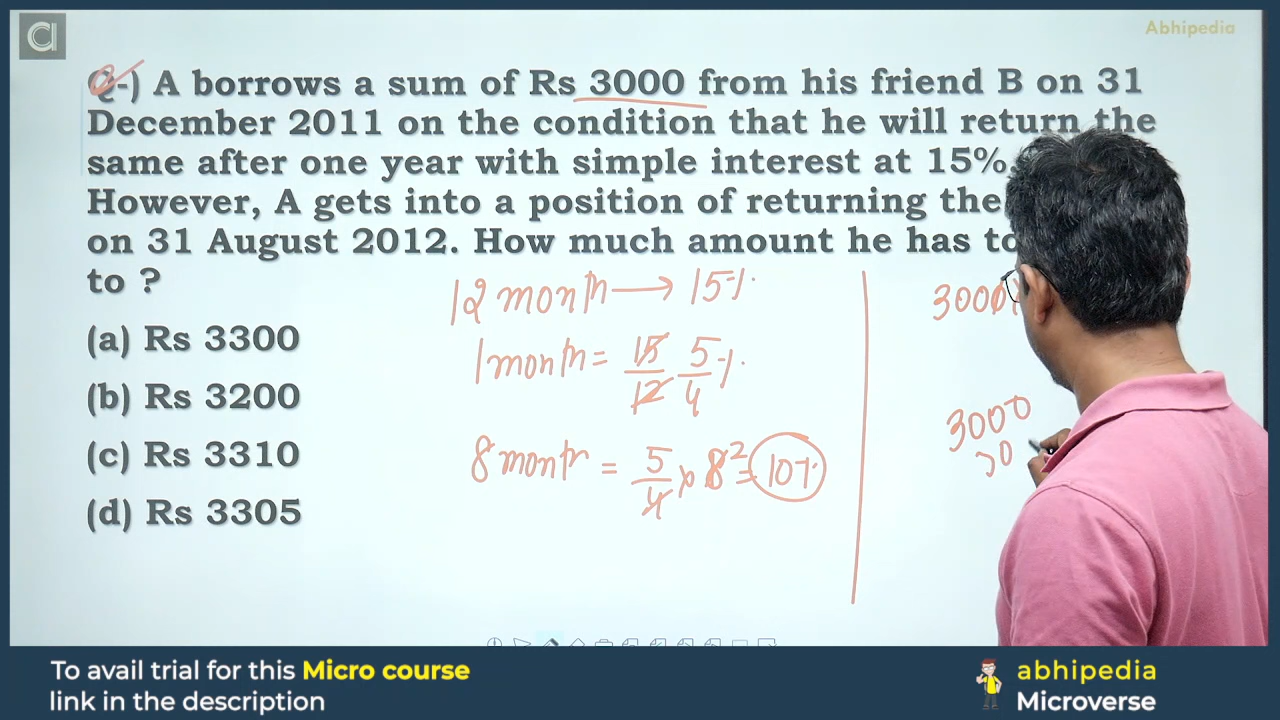 Abhipedia
Q-) A borrows a sum of Rs 3000 from his friend B on 31
December 2011 on the condition that he will return the
same after one year with simple interest at 15%
However, A gets into a position of returning the
on 31 August 2012. How much amount he has to
to ?
(a) Rs 3300
(b) Rs 3200
(c) Rs 3310
(d) Rs 3305
12 month → 15%
1 month = 15/12 5/4 %
8 month = 5/4 × 8 2 = 10%
3000
3000
30
To avail trial for this Micro course
link in the description
abhipedia
Microverse